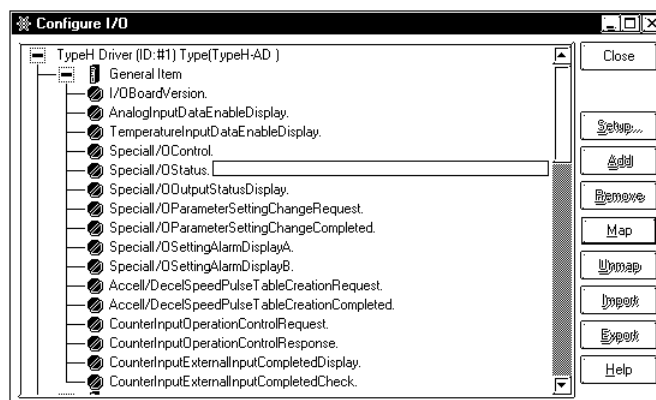 Configure I/O
TypeH Driver (ID:#1) Type(TypeH-AD )
General Item
I/OBoardVersion.
AnalogInputDataEnableDisplay.
TemperatureInputDataEnableDisplay.
SpecialI/OControl.
SpecialI/OStatus.
SpecialI/OOutputStatusDisplay.
SpecialI/OParameterSettingChangeRequest.
SpecialI/OParameterSettingChangeCompleted.
SpecialI/OSettingAlarmDisplayA.
SpecialI/OSettingAlarmDisplayB.
Accell/DecelSpeedPulseTableCreationRequest.
Accell/DecelSpeedPulseTableCreationCompleted.
CounterInputOperationControlRequest.
CounterInputOperationControlResponse.
CounterInputExternalInputCompletedDisplay.
CounterInputExternalInputCompletedCheck.
Close
Setup...
Add
Remove
Map
Unmap
Import
Export
Help